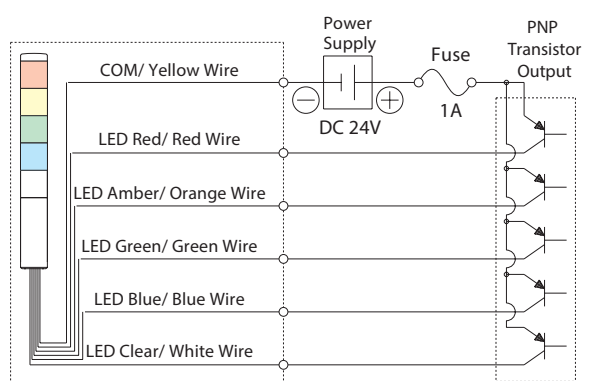 Power
Supply
Fuse
PNP
Transistor
Output
COM/ Yellow Wire
− +
DC 24V
1A
LED Red/ Red Wire
LED Amber/ Orange Wire
LED Green/ Green Wire
LED Blue/ Blue Wire
LED Clear/ White Wire